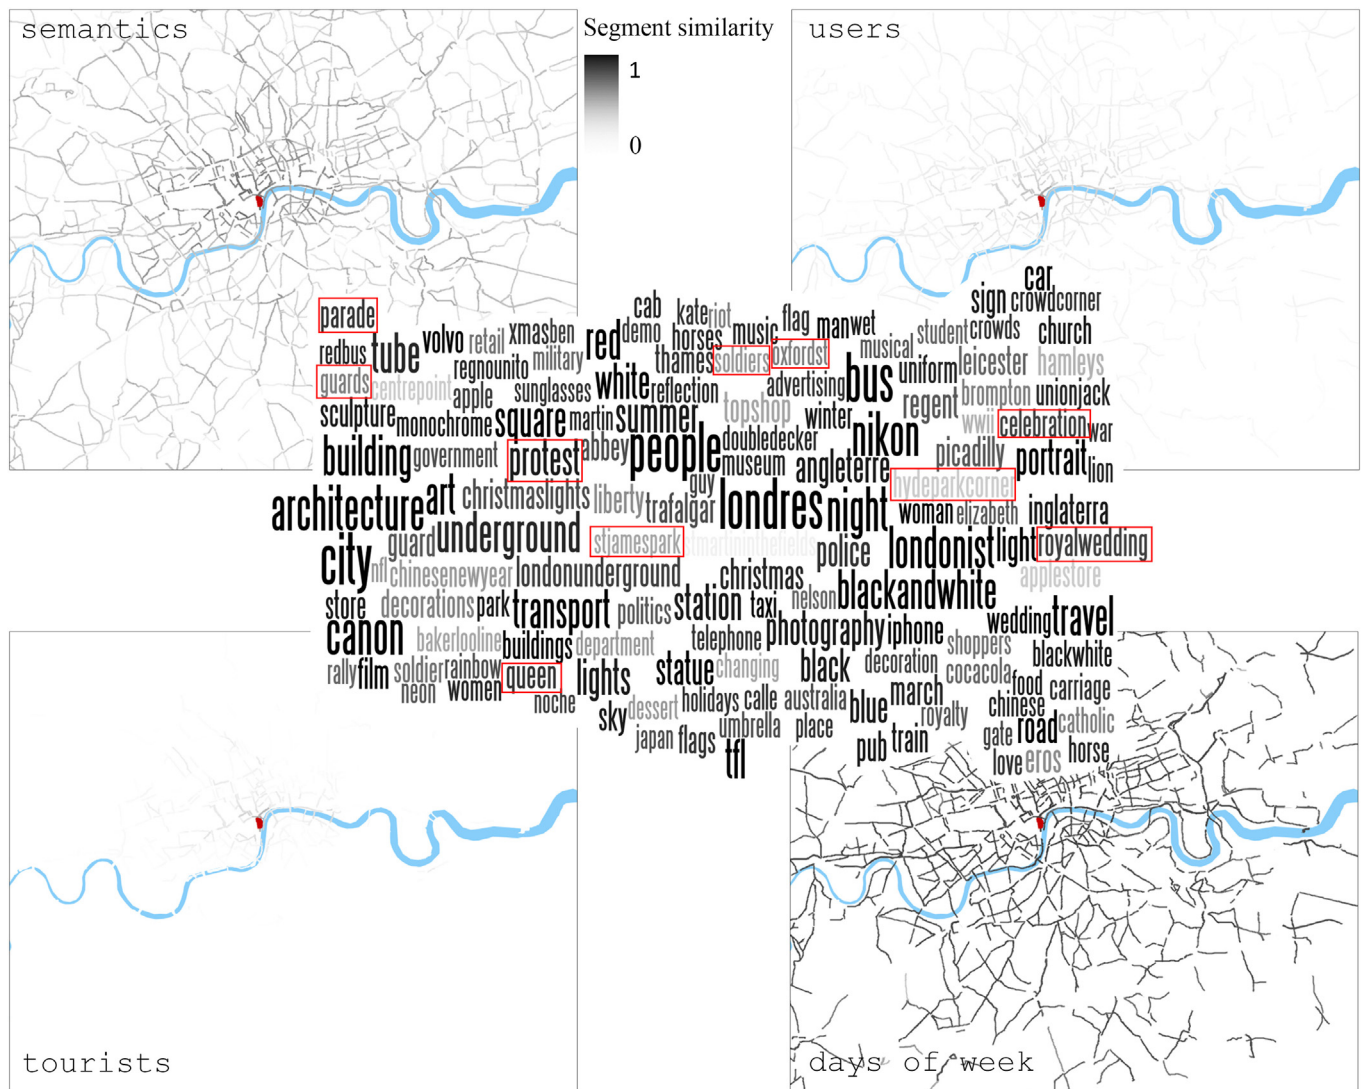 semantics
Segment similarity
1
0
users
car
sign crowdcorner
cab
kate riot
flag
parade
volvo
retail
xmas ben
red
demo
horses
music
man wet
musical
student crowds
church
redbus
tube
regnounito
military
thames
soldiers
oxfordst
uniform
leicester
hamleys
guards
centrepoint
apple
sunglasses
white
reflection
advertising
bus
brompton
unionjack
sculpture
monochrome
square
martin
summer
topshop
winter
regent
wwii
celebration
war
building
government
protest
abbey
people
doubledecker
museum
nikon
angleterre
picadilly
portrait
lion
architecture
art
christmaslights
liberty
guy
trafalgar
londres
night
hydeparkcorner
woman
elizabeth
inglaterra
guard
underground
stjamespark
stmartininthefields
police
londonist
light
royalwedding
city
nfl
chinesenewyear
londonunderground
christmas
applestore
store
decorations
park
transport
politics
station
taxi
nelson
blackandwhite
wedding
travel
canon
bakerlooline
buildings
department
telephone
photography
iphone
shoppers
blackwhite
rally
film
soldier
rainbow
queen
lights
statue
changing
black
decoration
cocacola
food
carriage
neon
women
noche
sky
dessert
holidays
calle
australia
blue
march
royalty
chinese
road
catholic
japan
flags
umbrella
place
pub
train
gate
love
eros
horse
tfl
tourists
days of week